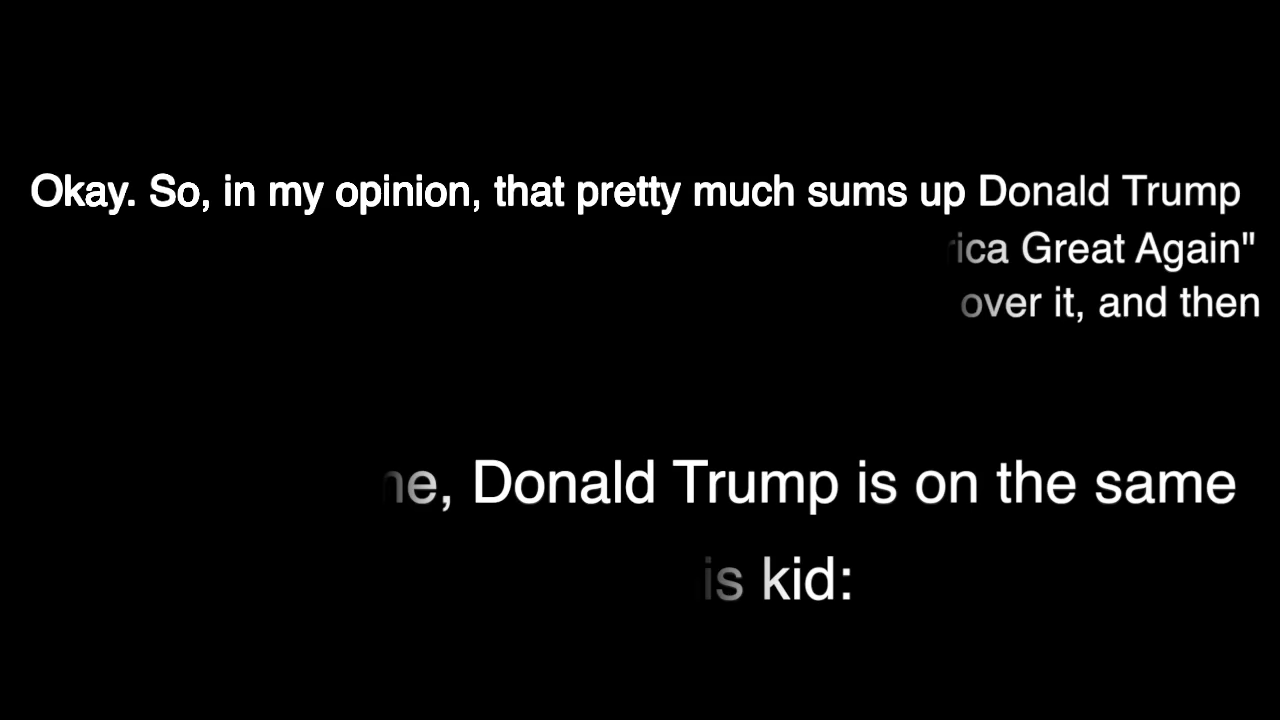 Okay. So, in my opinion, that pretty much sums up Donald Trump
Great Again"
over it, and then
Donald Trump is on the same
is kid: